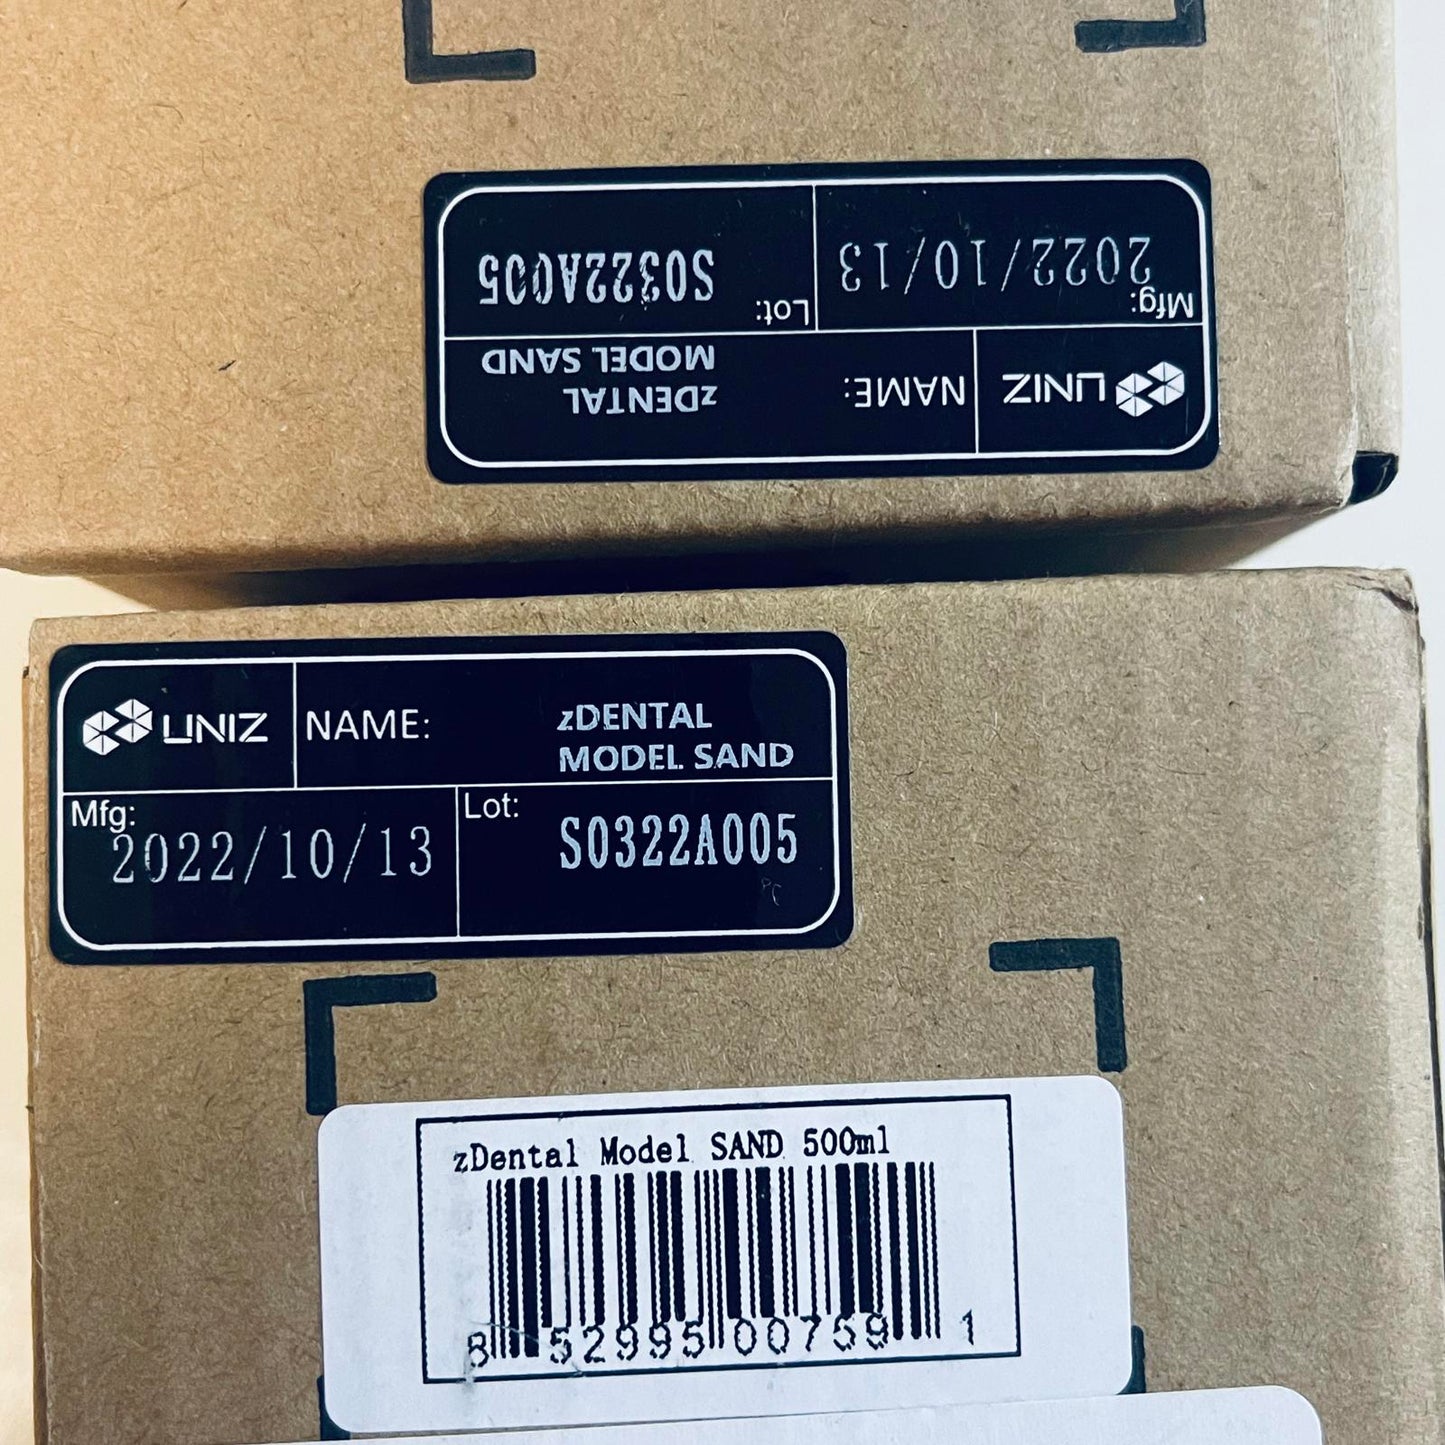 Mfg:
2022/10/13
Lot:
S0322A005
UNIZ
NAME:
zDENTAL
MODEL SAND
UNIZ
NAME:
zDENTAL
MODEL SAND
Mfg:
2022/10/13
Lot:
S0322A005
zDental Model SAND 500ml
8 52995 00759 1